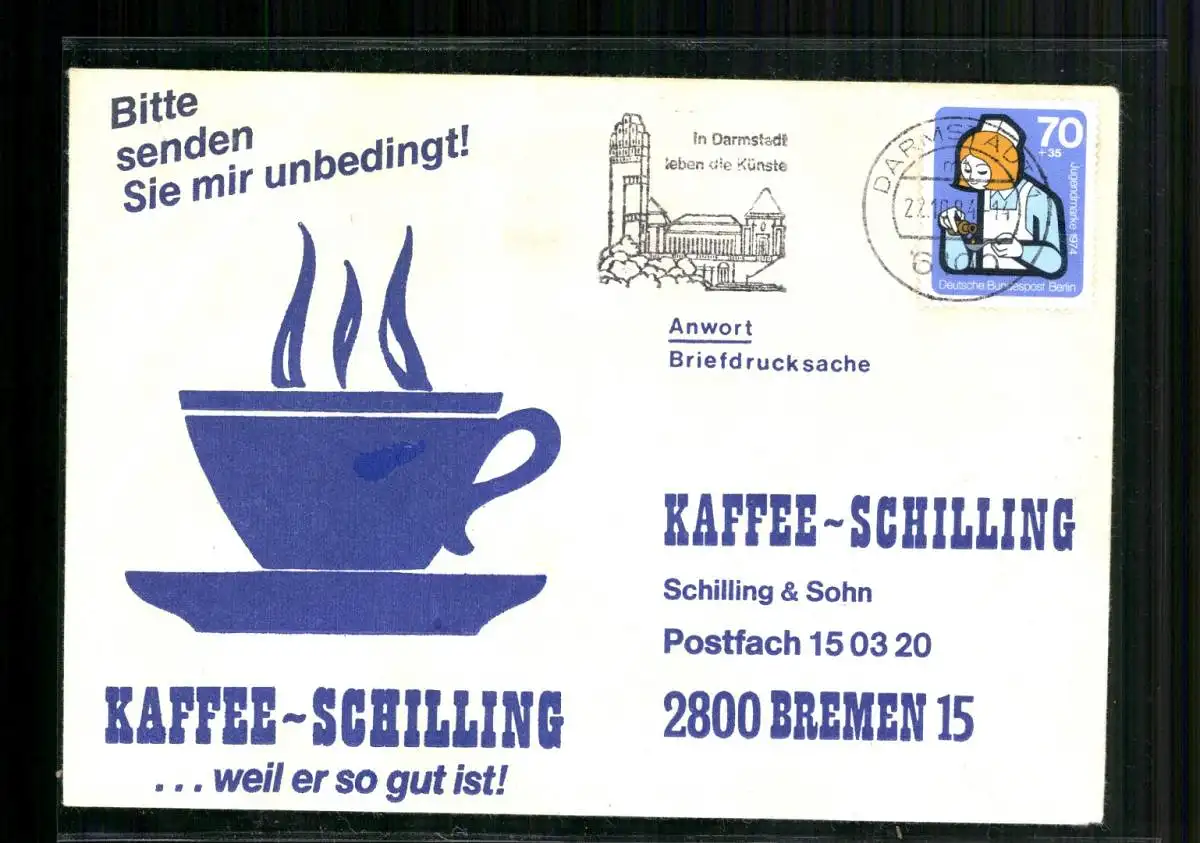 Bitte
senden
Sie mir unbedingt!
in Darmstadt
leben die Künste
DARMSTADT
70
+35
Jugendmarke 1974
Deutsche Bundespost Berlin
Anwort
Briefdrucksache
KAFFEE~SCHILLING
Schilling & Sohn
Postfach 15 03 20
2800 BREMEN 15
KAFFEE~SCHILLING
... weil er so gut ist!